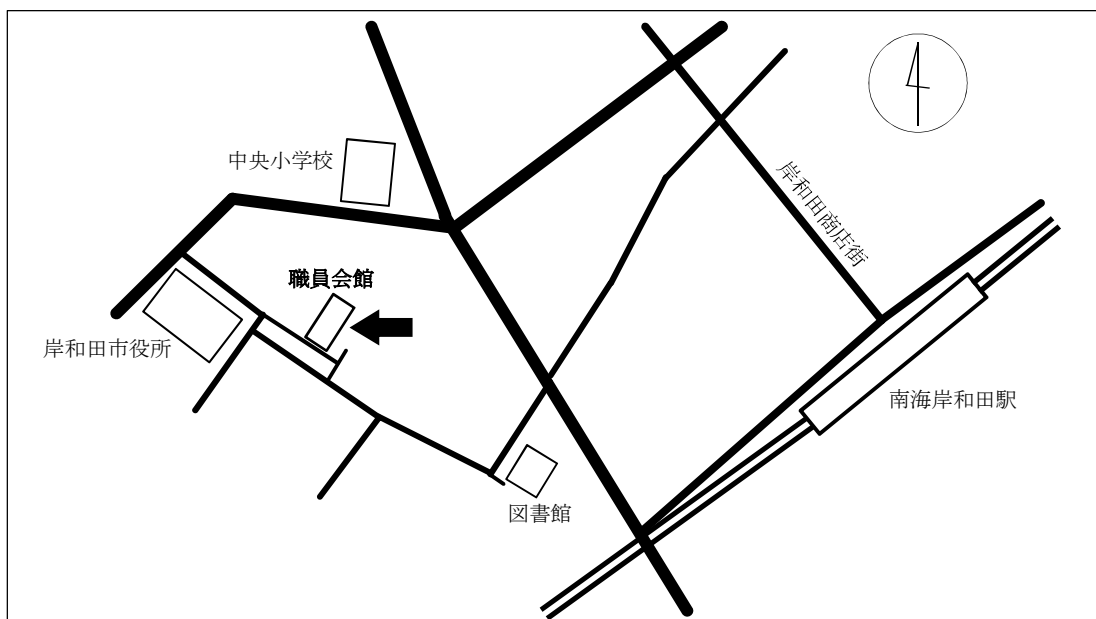 中央小学校
岸和田商店街
職員会館
岸和田市役所
南海岸和田駅
図書館